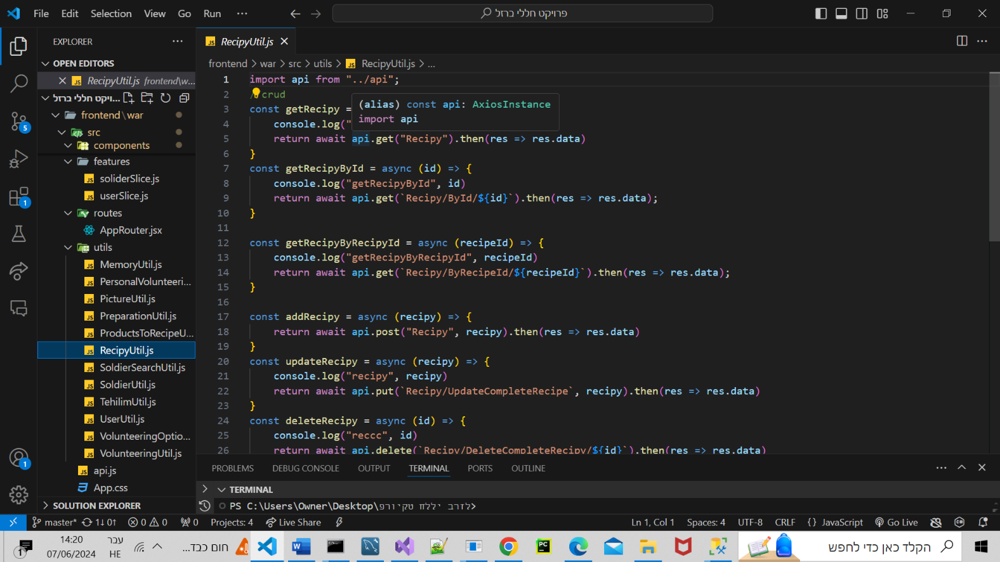 File Edit Selection View Go Run ···
פרויקט חללי ברזל
EXPLORER ···
OPEN EDITORS
RecipyUtil.js frontend\w...
ויקט חללי ברזל...
frontend\war
src
components
features
soliderSlice.js
userSlice.js
routes
AppRouter.jsx
utils
MemoryUtil.js
PersonalVolunteeri...
PictureUtil.js
PreparationUtil.js
ProductsToRecipeU...
RecipyUtil.js
SoldierSearchUtil.js
SoldierUtil.js
TehilimUtil.js
UserUtil.js
VolunteeringOptio...
VolunteeringUtil.js
api.js
App.css
SOLUTION EXPLORER
5
1
1
RecipyUtil.js
frontend > war > src > utils > RecipyUtil.js > ...
1 import api from "../api";
2 /crud
3 const getRecipy =
4 console.log("
5 return await api.get("Recipy").then(res => res.data)
6 }
7 const getRecipyById = async (id) => {
8 console.log("getRecipyById", id)
9 return await api.get(`Recipy/ById/${id}`).then(res => res.data);
10 }
11
12 const getRecipyByRecipyId = async (recipeId) => {
13 console.log("getRecipyByRecipyId", recipeId)
14 return await api.get(`Recipy/ByRecipeId/${recipeId}`).then(res => res.data);
15 }
16
17 const addRecipy = async (recipy) => {
18 return await api.post("Recipy", recipy).then(res => res.data)
19 }
20 const updateRecipy = async (recipy) => {
21 console.log("recipy", recipy)
22 return await api.put(`Recipy/UpdateCompleteRecipe`, recipy).then(res => res.data)
23 }
24 const deleteRecipy = async (id) => {
25 console.log("reccc", id)
26 return await api.delete(`Recipy/DeleteCompleteRecipy/${id}`).then(res => res.data)
(alias) const api: AxiosInstance
import api
PROBLEMS DEBUG CONSOLE OUTPUT TERMINAL PORTS OUTLINE
TERMINAL
PS C:\Users\Owner\Desktop\פרויקט חללי ברזל>
master* 1↓ 0↑ 0 0 0 Projects: 4 Live Share Ln 1, Col 1 Spaces: 4 UTF-8 CRLF {} JavaScript Go Live
14:20
07/06/2024
עבר
HE
חום כבד...
הקלד כאן כדי לחפש